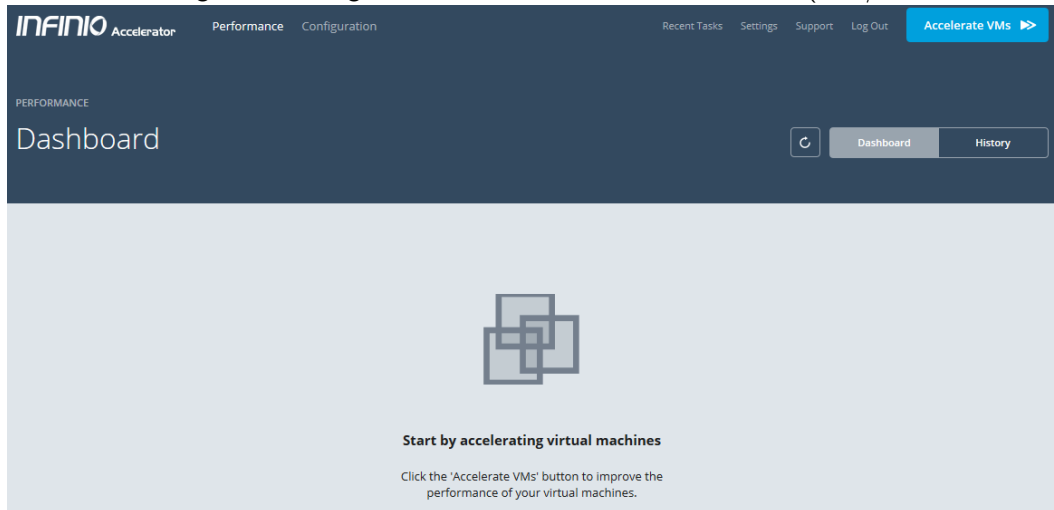 INFINIO Accelerator Performance Configuration Recent Tasks Settings Support Log Out Accelerate VMs
PERFORMANCE
Dashboard
Dashboard History
Start by accelerating virtual machines
Click the 'Accelerate VMs' button to improve the
performance of your virtual machines.